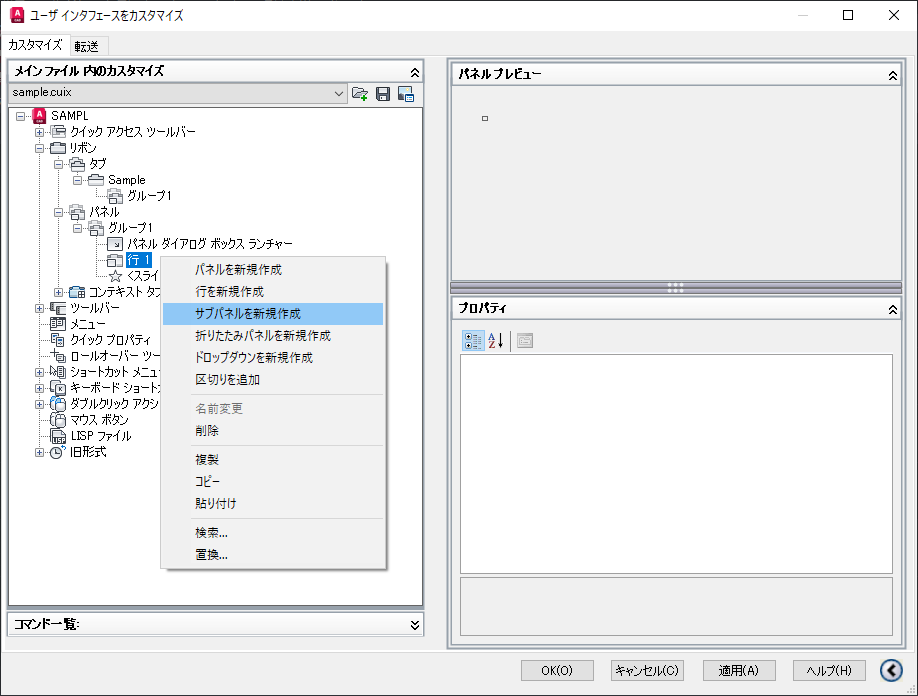 ユーザ インタフェースをカスタマイズ
カスタマイズ
転送
メイン ファイル 内のカスタマイズ
sample.cuix
SAMPL
クイック アクセス ツールバー
リボン
タブ
Sample
グループ1
パネル
グループ1
パネル ダイアログ ボックス ランチャー
行 1
<スライ
コンテキスト タブ
ツールバー
メニュー
クイック プロパティ
ロールオーバー ツー
ショートカット メニュ
キーボード ショート
ダブルクリック アクシ
マウス ボタン
LISP ファイル
旧形式
パネルを新規作成
行を新規作成
サブパネルを新規作成
折りたたみパネルを新規作成
ドロップダウンを新規作成
区切りを追加
名前変更
削除
複製
コピー
貼り付け
検索...
置換...
コマンド一覧:
パネル プレビュー
プロパティ
OK(O)
キャンセル(C)
適用(A)
ヘルプ(H)